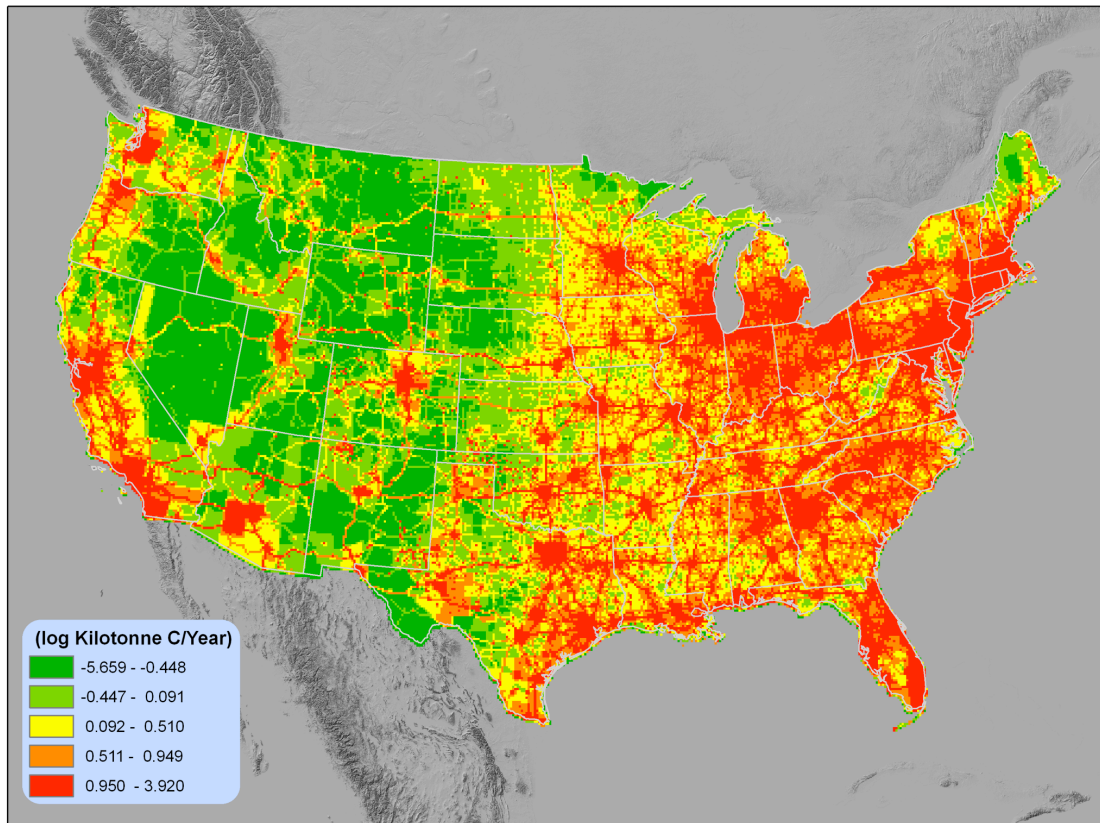 (log Kilotonne C/Year)
-5.659 - -0.448
-0.447 - 0.091
0.092 - 0.510
0.511 - 0.949
0.950 - 3.920